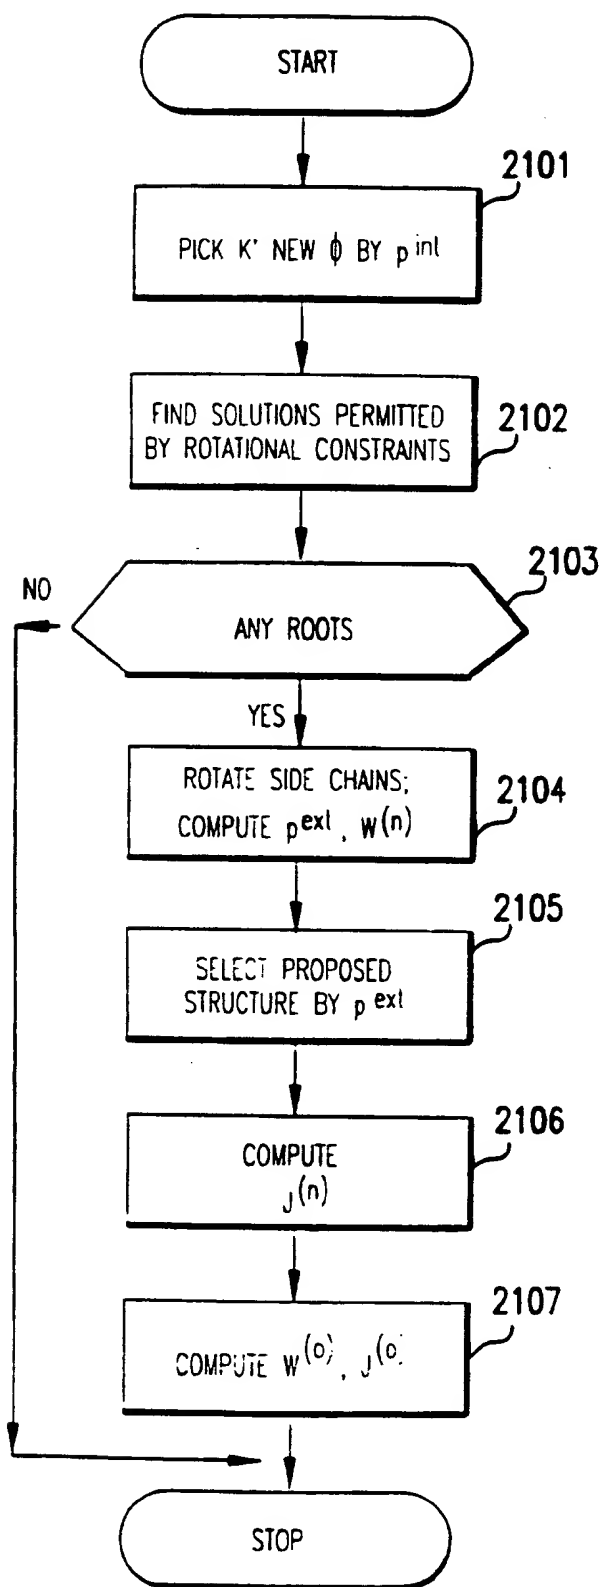 START
2101
PICK K' NEW ϕ BY p^int
FIND SOLUTIONS PERMITTED
BY ROTATIONAL CONSTRAINTS
2102
2103
NO
ANY ROOTS
YES
ROTATE SIDE CHAINS;
COMPUTE p^ext, W^(n)
2104
2105
SELECT PROPOSED
STRUCTURE BY p^ext
2106
COMPUTE
J^(n)
2107
COMPUTE W^(o), J^(o)
STOP